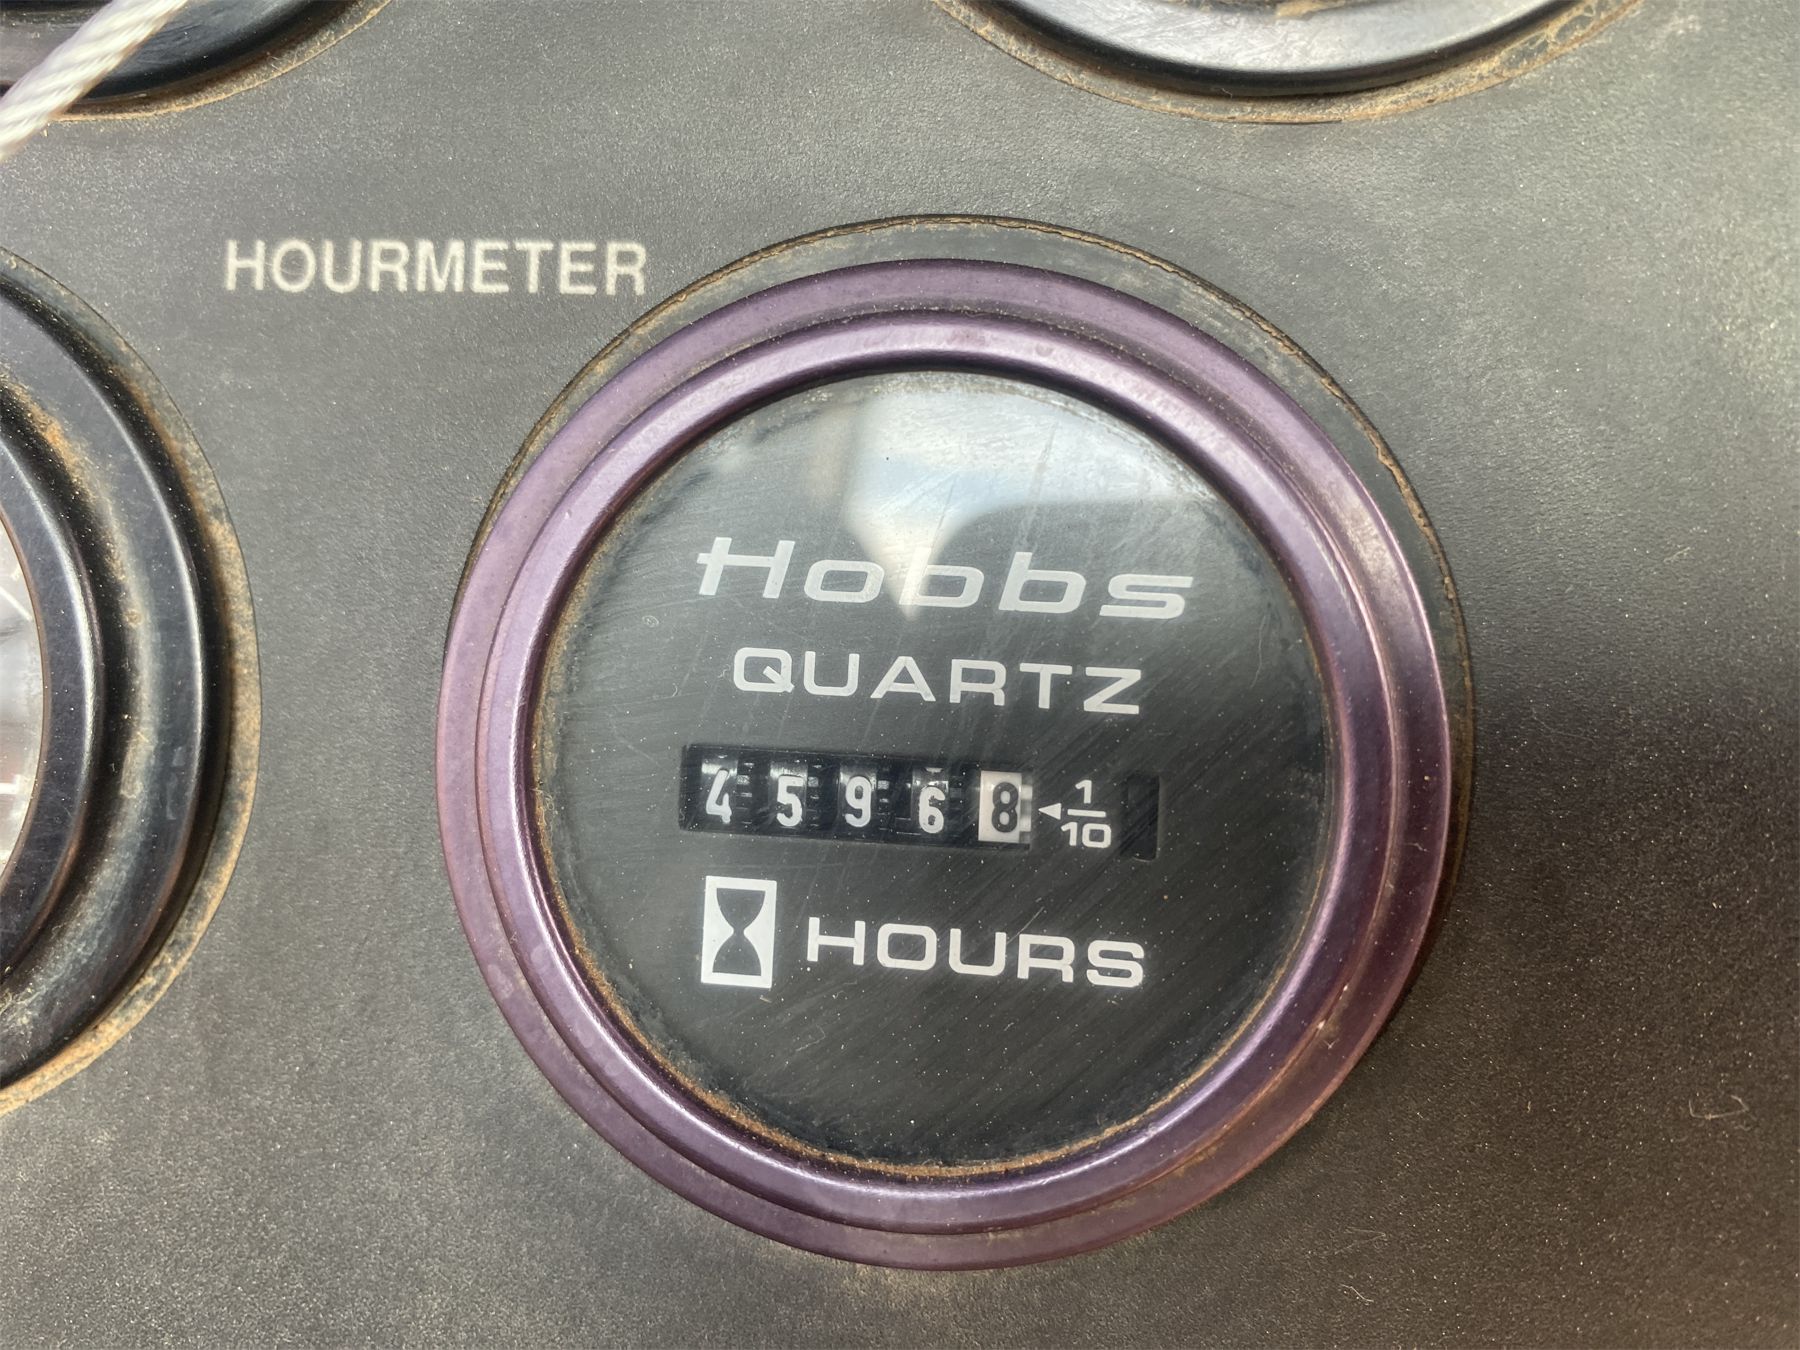 HOURMETER
Hobbs
QUARTZ
45968 ◄ 1/10
HOURS